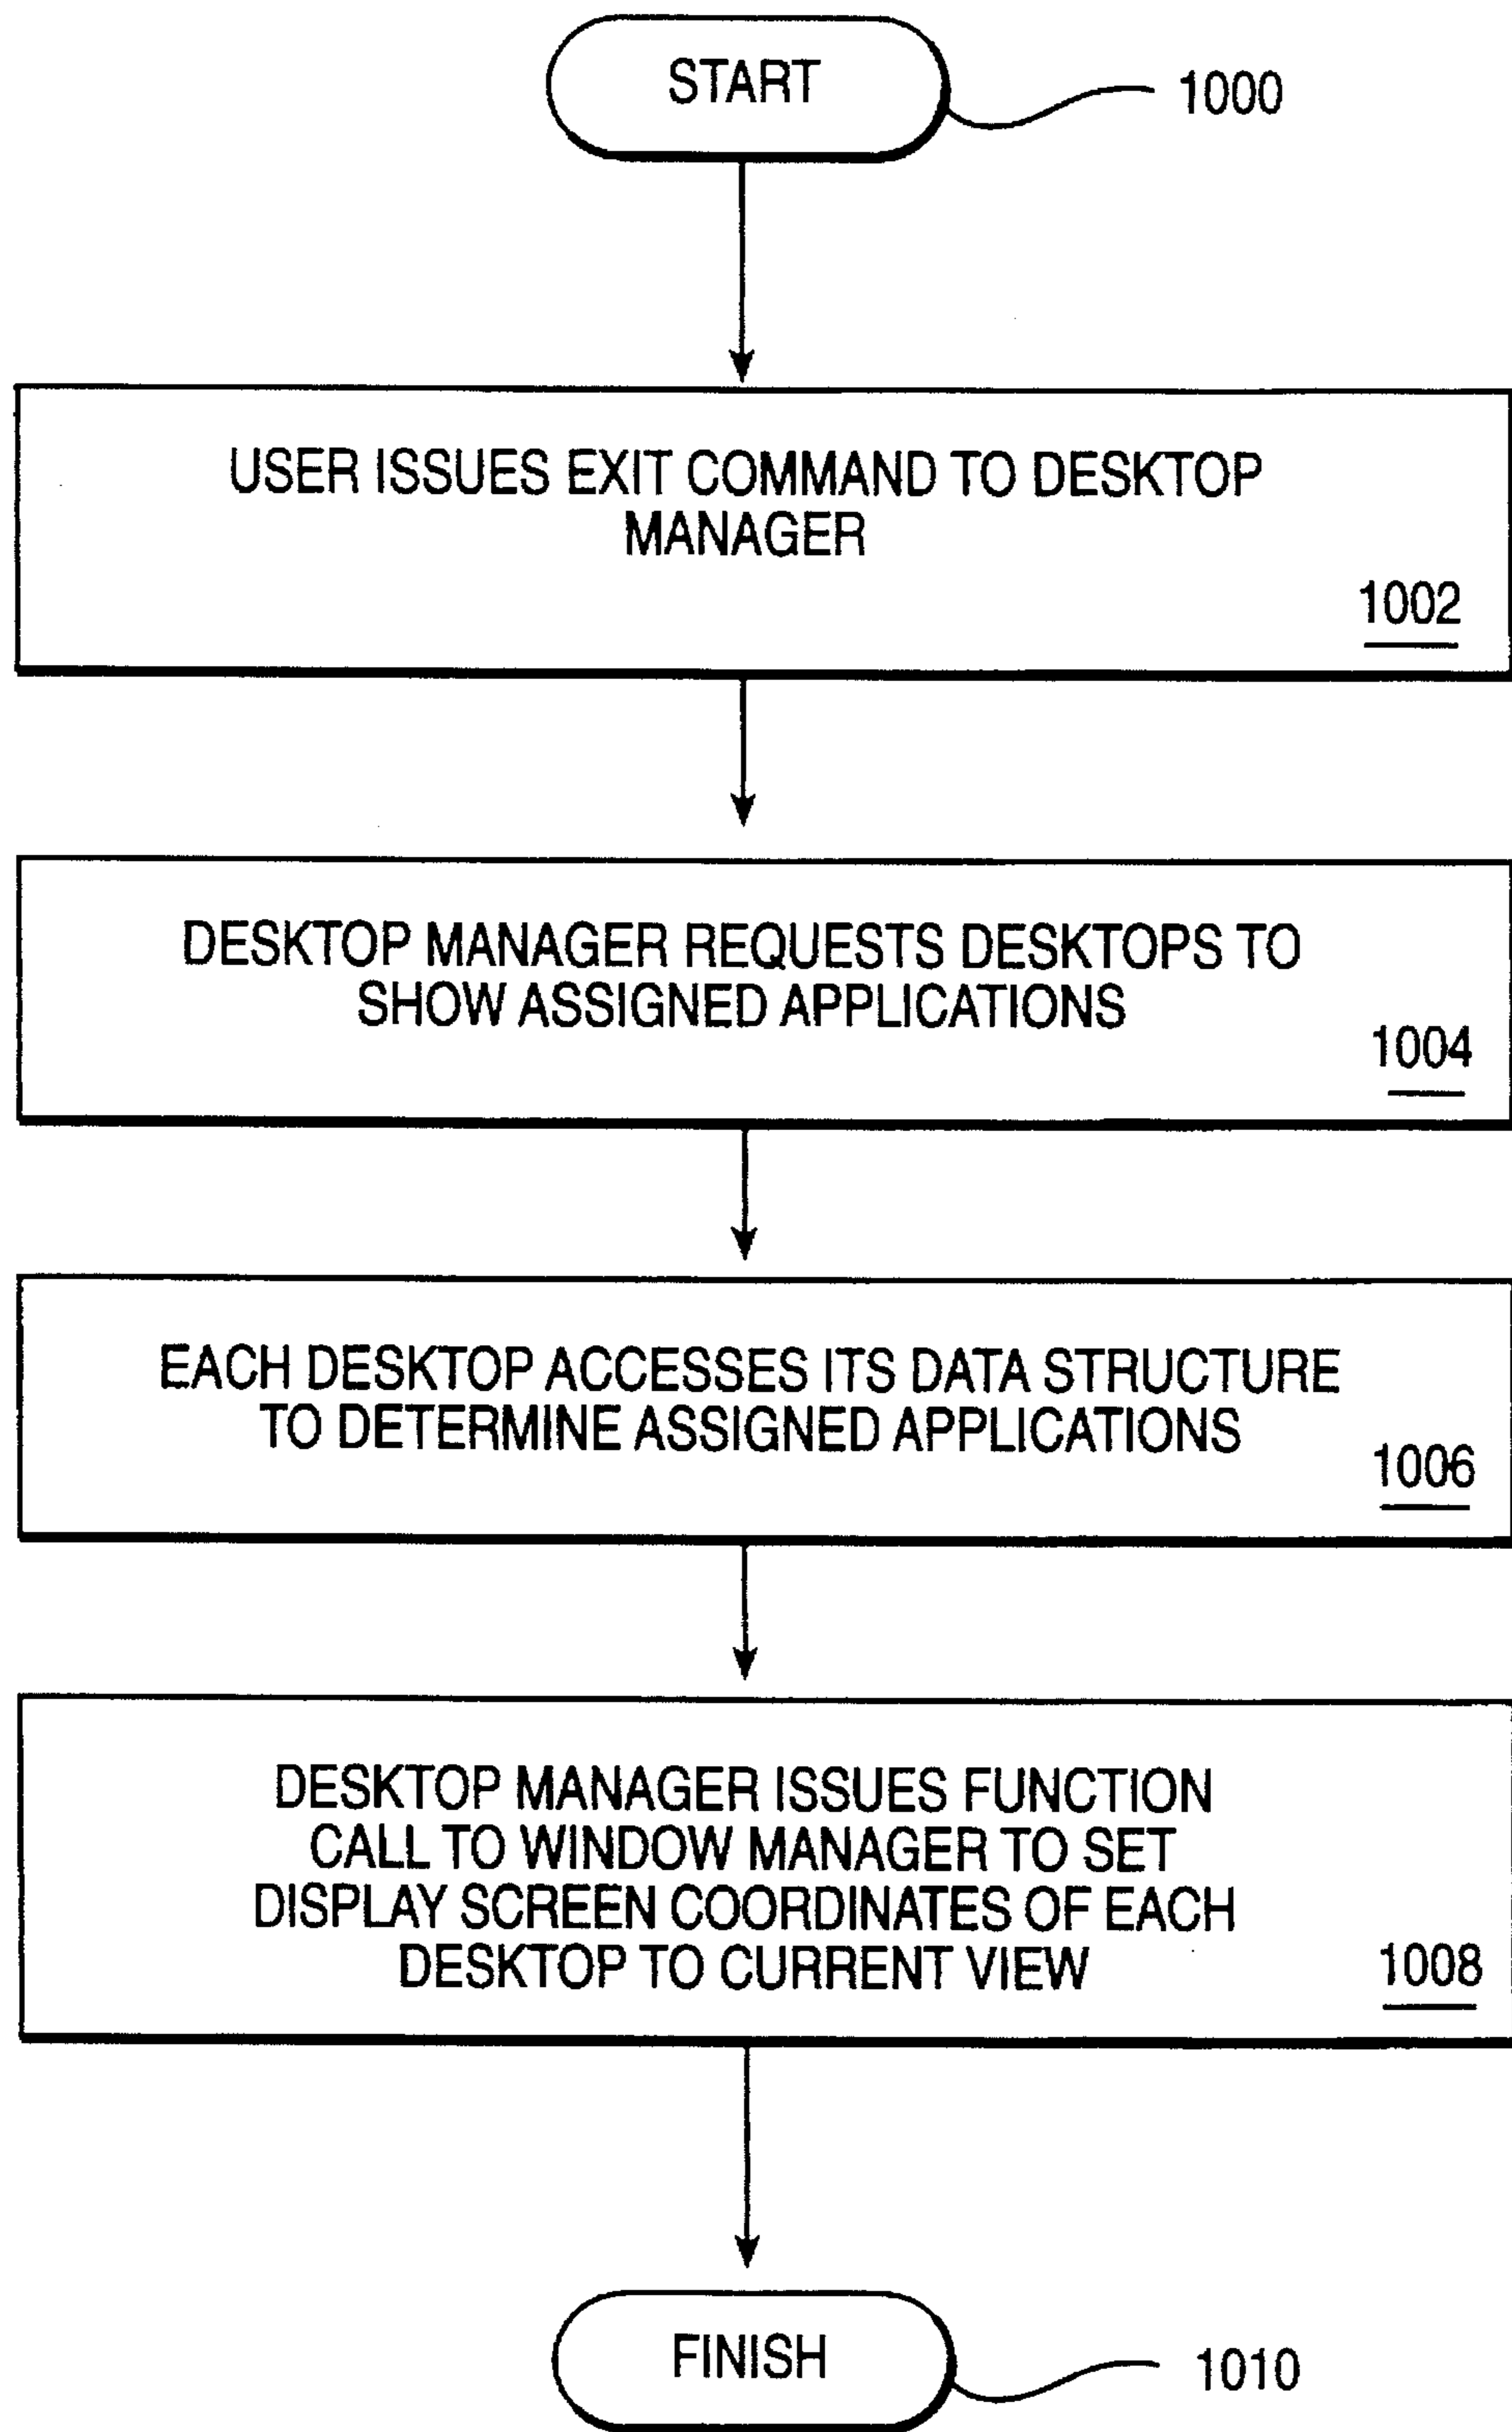 START
1000
USER ISSUES EXIT COMMAND TO DESKTOP
MANAGER
1002
DESKTOP MANAGER REQUESTS DESKTOPS TO
SHOW ASSIGNED APPLICATIONS
1004
EACH DESKTOP ACCESSES ITS DATA STRUCTURE
TO DETERMINE ASSIGNED APPLICATIONS
1006
DESKTOP MANAGER ISSUES FUNCTION
CALL TO WINDOW MANAGER TO SET
DISPLAY SCREEN COORDINATES OF EACH
DESKTOP TO CURRENT VIEW
1008
FINISH
1010